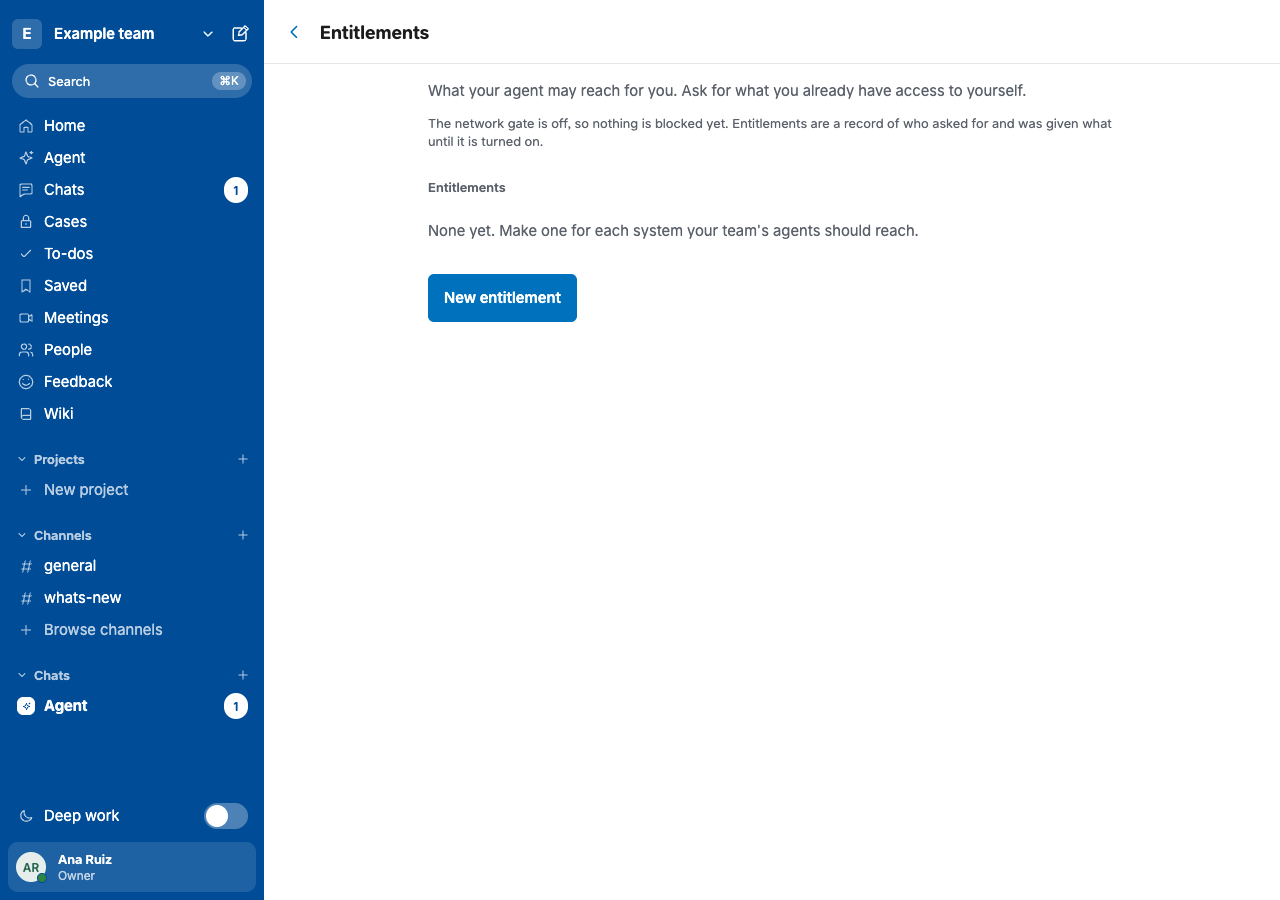 E
Example team
Search
⌘K
Home
Agent
Chats
1
Cases
To-dos
Saved
Meetings
People
Feedback
Wiki
Projects
New project
Channels
general
whats-new
Browse channels
Chats
Agent
1
Deep work
AR
Ana Ruiz
Owner
Entitlements
What your agent may reach for you. Ask for what you already have access to yourself.
The network gate is off, so nothing is blocked yet. Entitlements are a record of who asked for and was given what
until it is turned on.
Entitlements
None yet. Make one for each system your team's agents should reach.
New entitlement